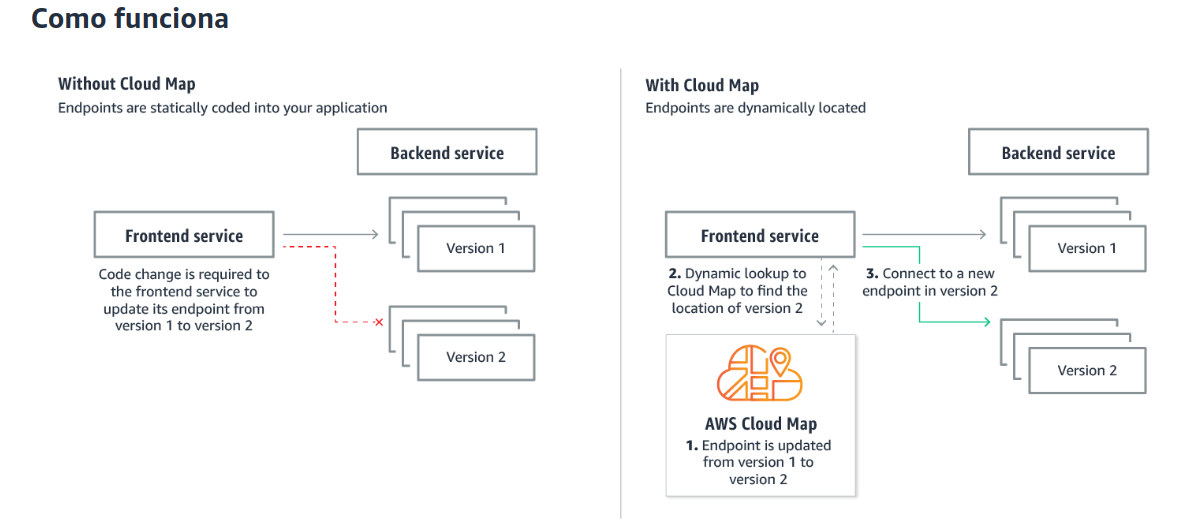 Como funciona
Without Cloud Map
Endpoints are statically coded into your application
Backend service
Frontend service
Version 1
Code change is required to
the frontend service to
update its endpoint from
version 1 to version 2
Version 2
With Cloud Map
Endpoints are dynamically located
Backend service
Frontend service
Version 1
2. Dynamic lookup to
Cloud Map to find the
location of version 2
3. Connect to a new
endpoint in version 2
Version 2
AWS Cloud Map
1. Endpoint is updated
from version 1 to
version 2